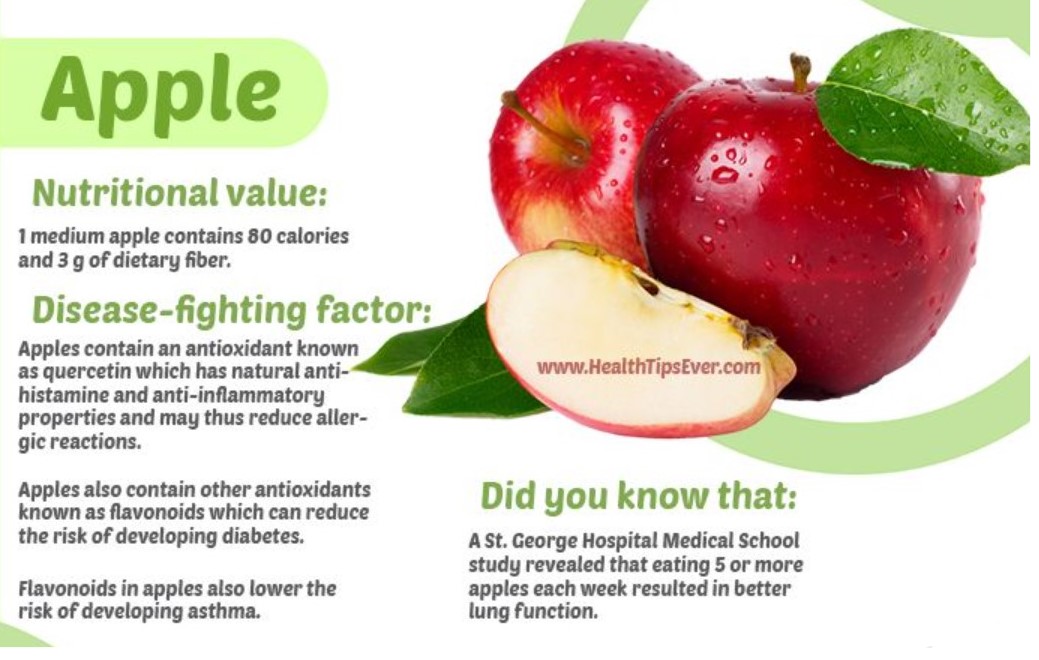 Apple
Nutritional value:
1 medium apple contains 80 calories
and 3 g of dietary fiber.
Disease-fighting factor:
Apples contain an antioxidant known
as quercetin which has natural anti-
histamine and anti-inflammatory
properties and may thus reduce aller-
gic reactions.
Apples also contain other antioxidants
known as flavonoids which can reduce
the risk of developing diabetes.
Flavonoids in apples also lower the
risk of developing asthma.
www.HealthTipsEver.com
Did you know that:
A St. George Hospital Medical School
study revealed that eating 5 or more
apples each week resulted in better
lung function.